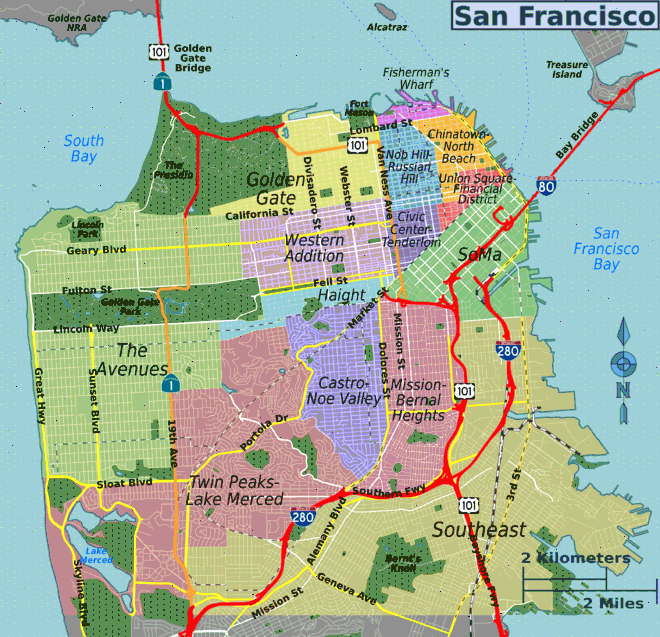 San Francisco
Golden Gate
NRA
Alcatraz
101
Golden
Gate
Bridge
1
Treasure
Island
Fisherman's
Wharf
Fort
Mason
Lombard St
101
Bay Bridge
Chinatown-
North
Beach
South
Bay
The
Presidio
Nob Hill-
Russian
Hill
Van Ness Ave
Golden
Gate
Divisadero St
Webster St
Union Square-
Financial
District
80
California St
Lincoln
Park
Civic
Center-
Tenderloin
Western
Addition
Geary Blvd
SoMa
San
Francisco
Bay
Fulton St
Fell St
Golden Gate
Park
Haight
Market St
Lincoln Way
Mission St
The
Avenues
Dolores St
280
N
Great Hwy
Sunset Blvd
1
Castro-
Noe Valley
Mission-
Bernal
Heights
101
19th Ave
Portola Dr
Sloat Blvd
Twin Peaks-
Lake Merced
Southern Fwy
3rd St
280
101
Alemany Blvd
Southeast
Lake
Merced
Skyline Blvd
Bernt's
Knoll
Bayshore Fwy
Geneva Ave
Mission St
2 Kilometers
2 Miles